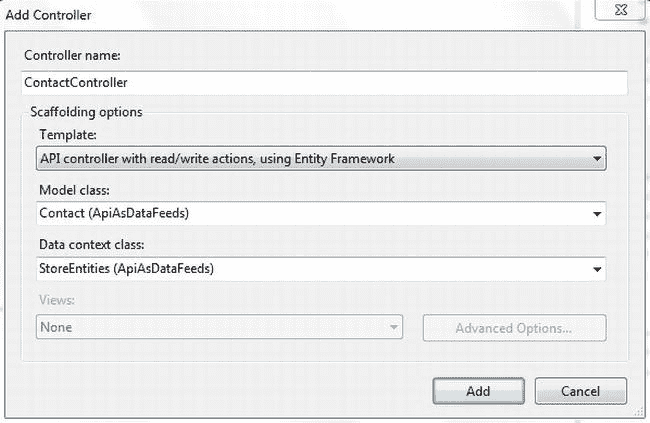 Add Controller
Controller name:
ContactController
Scaffolding options
Template:
API controller with read/write actions, using Entity Framework
Model class:
Contact (ApiAsDataFeeds)
Data context class:
StoreEntities (ApiAsDataFeeds)
Views:
None
Advanced Options...
Add
Cancel